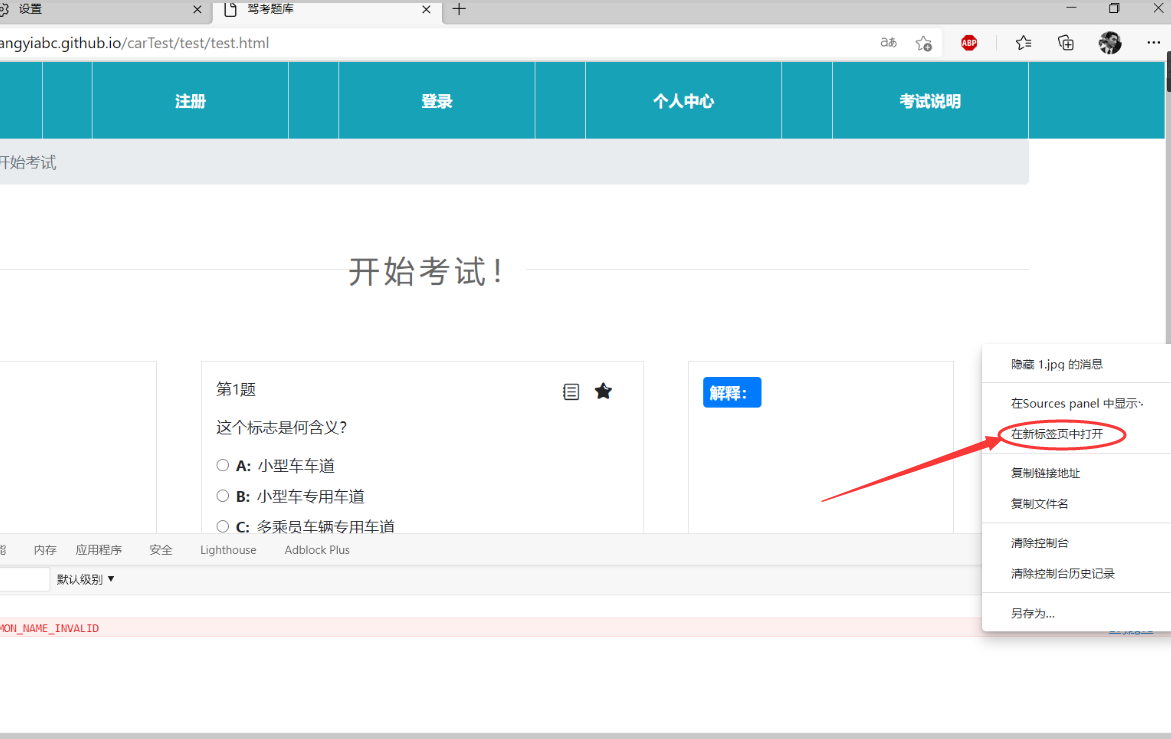 设置
驾考题库
angyiabc.github.io/carTest/test/test.html
aあ
ABP
注册
登录
个人中心
考试说明
开始考试
开始考试!
第1题
解释：
这个标志是何含义?
A: 小型车车道
B: 小型车专用车道
C: 多乘员车辆专用车道
隐藏 1.jpg 的消息
在Sources panel 中显示
在新标签页中打开
复制链接地址
复制文件名
清除控制台
清除控制台历史记录
另存为...
能 内存 应用程序 安全 Lighthouse Adblock Plus
默认级别 ▼
MON_NAME_INVALID